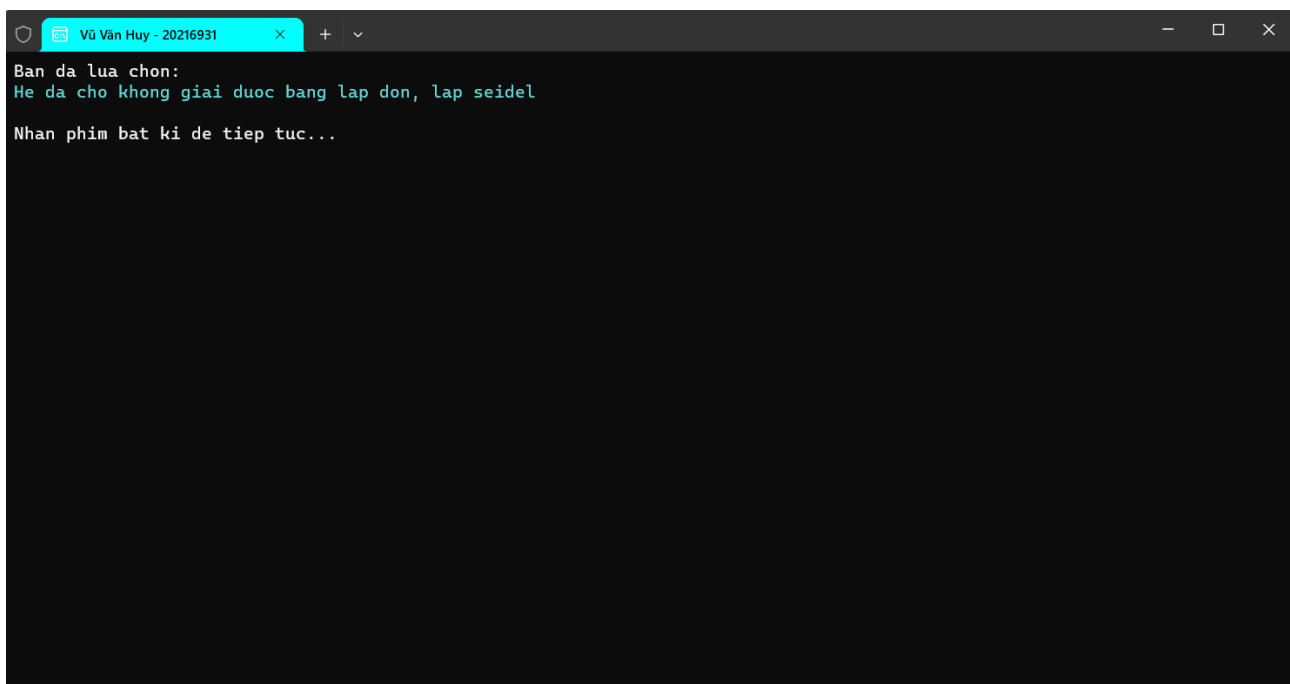 Vũ Văn Huy - 20216931
Ban da lua chon:
He da cho khong giai duoc bang lap don, lap seidel
Nhan phim bat ki de tiep tuc...